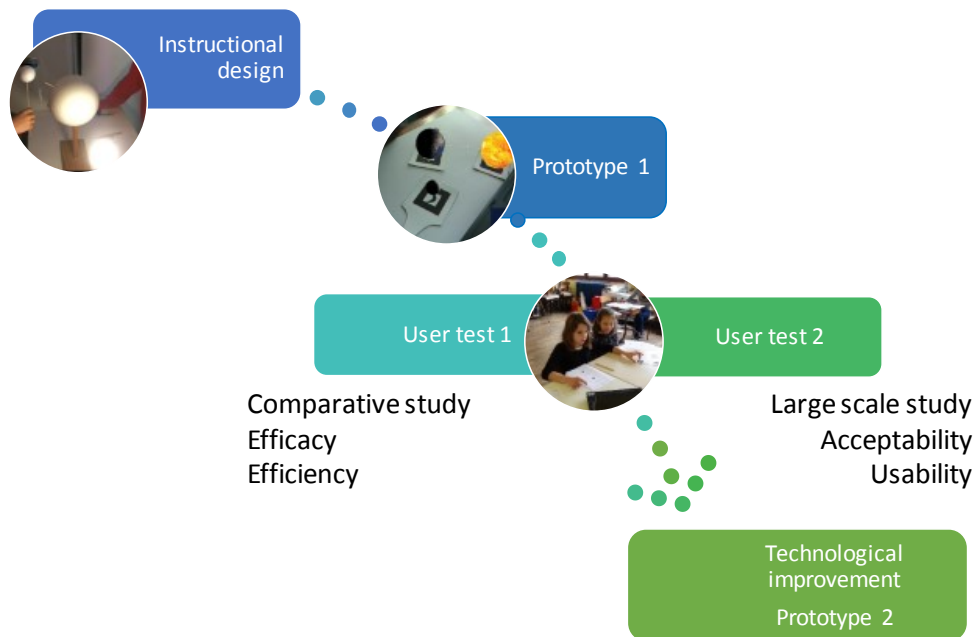 Instructional
design
Prototype 1
User test 1
User test 2
Comparative study
Efficacy
Efficiency
Large scale study
Acceptability
Usability
Technological
improvement
Prototype 2